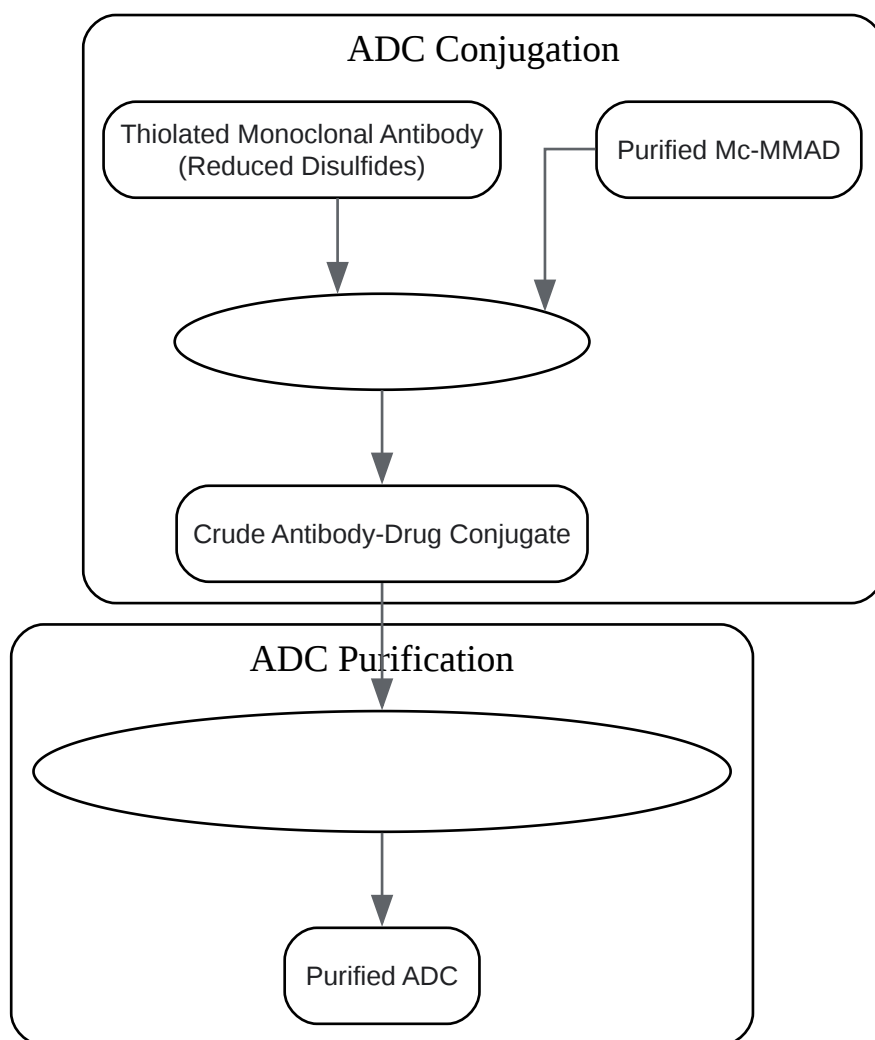 ADC Conjugation
Thiolated Monoclonal Antibody
(Reduced Disulfides)
Purified Mc-MMAD
Crude Antibody-Drug Conjugate
ADC Purification
Purified ADC